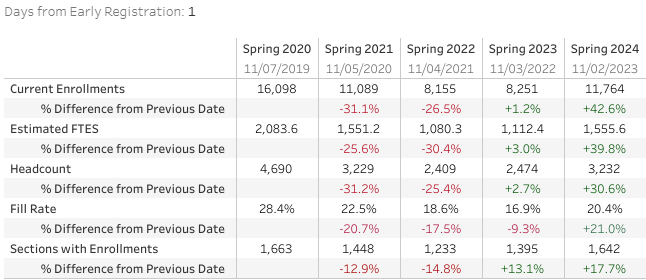 Days from Early Registration: 1
Spring 2020 Spring 2021 Spring 2022 Spring 2023 Spring 2024
11/07/2019 11/05/2020 11/04/2021 11/03/2022 11/02/2023
Current Enrollments 16,098 11,089 8,155 8,251 11,764
% Difference from Previous Date -31.1% -26.5% +1.2% +42.6%
Estimated FTES 2,083.6 1,551.2 1,080.3 1,112.4 1,555.6
% Difference from Previous Date -25.6% -30.4% +3.0% +39.8%
Headcount 4,690 3,229 2,409 2,474 3,232
% Difference from Previous Date -31.2% -25.4% +2.7% +30.6%
Fill Rate 28.4% 22.5% 18.6% 16.9% 20.4%
% Difference from Previous Date -20.7% -17.5% -9.3% +21.0%
Sections with Enrollments 1,663 1,448 1,233 1,395 1,642
% Difference from Previous Date -12.9% -14.8% +13.1% +17.7%